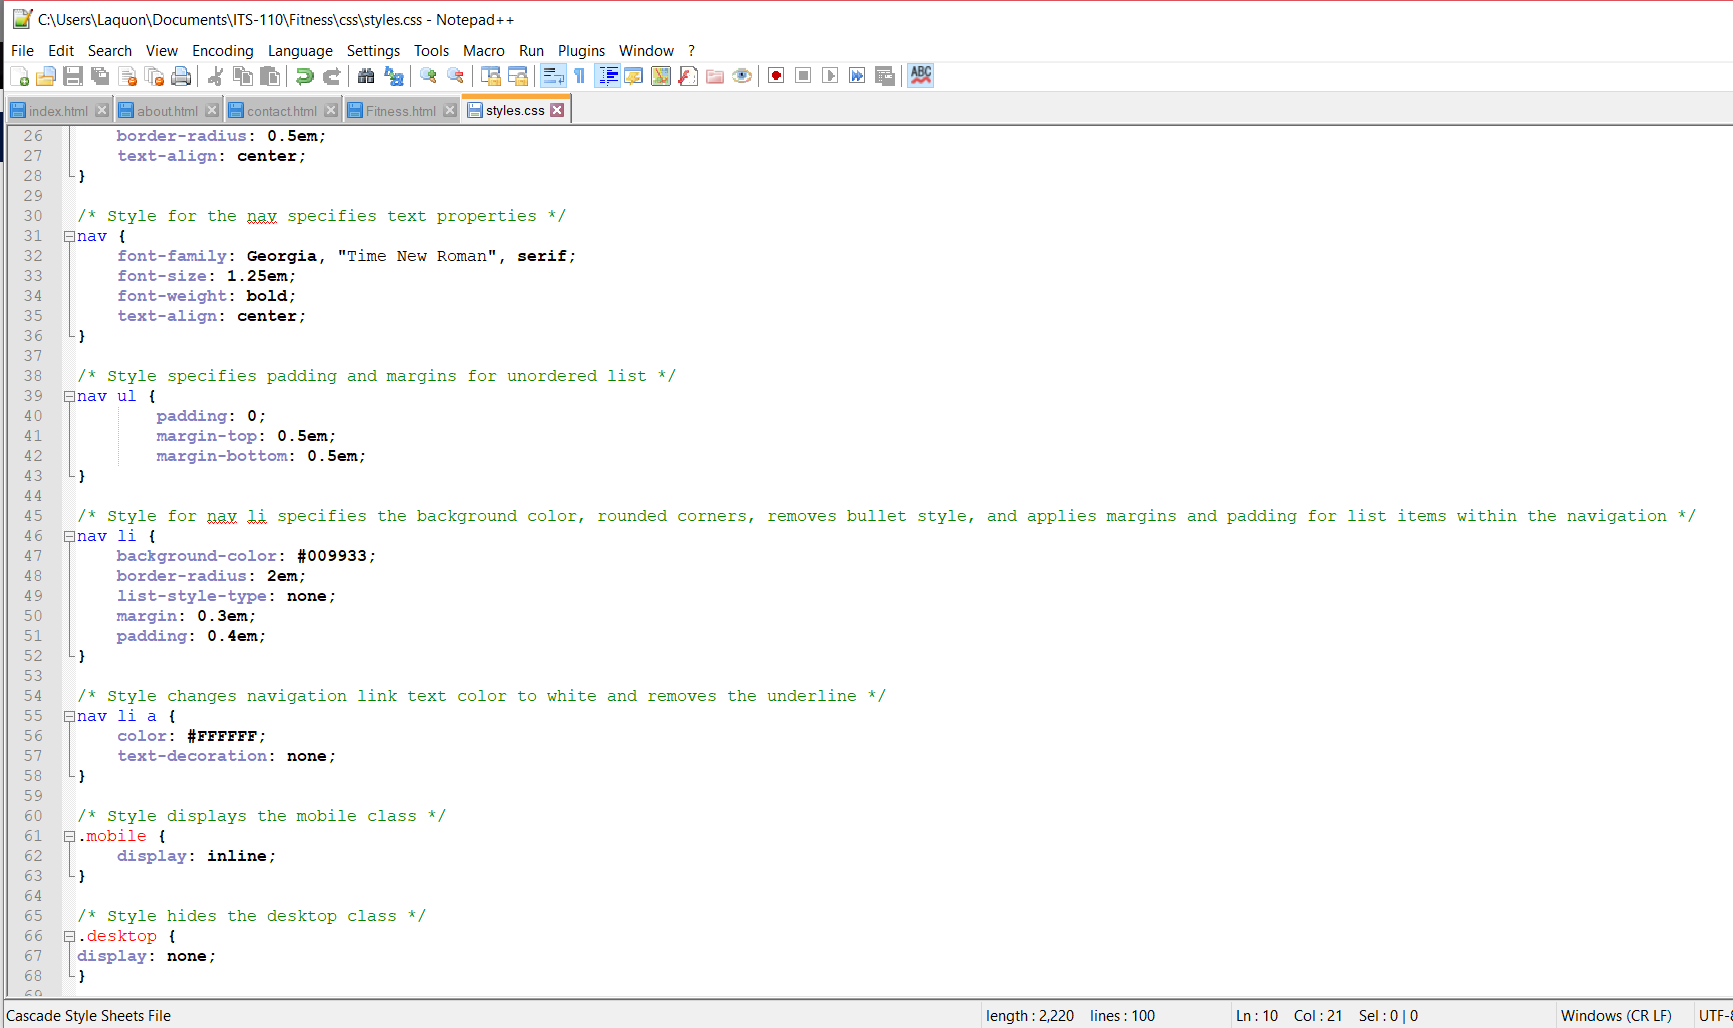 C:\Users\Laquon\Documents\ITS-110\Fitness\css\styles.css - Notepad++
File Edit Search View Encoding Language Settings Tools Macro Run Plugins Window ?
ABC
index.html about.html contact.html Fitness.html styles.css
26 border-radius: 0.5em;
27 text-align: center;
28 }
29
30 /* Style for the nav specifies text properties */
31 nav {
32 font-family: Georgia, "Time New Roman", serif;
33 font-size: 1.25em;
34 font-weight: bold;
35 text-align: center;
36 }
37
38 /* Style specifies padding and margins for unordered list */
39 nav ul {
40 padding: 0;
41 margin-top: 0.5em;
42 margin-bottom: 0.5em;
43 }
44
45 /* Style for nav li specifies the background color, rounded corners, removes bullet style, and applies margins and padding for list items within the navigation */
46 nav li {
47 background-color: #009933;
48 border-radius: 2em;
49 list-style-type: none;
50 margin: 0.3em;
51 padding: 0.4em;
52 }
53
54 /* Style changes navigation link text color to white and removes the underline */
55 nav li a {
56 color: #FFFFFF;
57 text-decoration: none;
58 }
59
60 /* Style displays the mobile class */
61 .mobile {
62 display: inline;
63 }
64
65 /* Style hides the desktop class */
66 .desktop {
67 display: none;
68 }
69
Cascade Style Sheets File length : 2,220 lines : 100 Ln : 10 Col : 21 Sel : 0 | 0 Windows (CR LF)